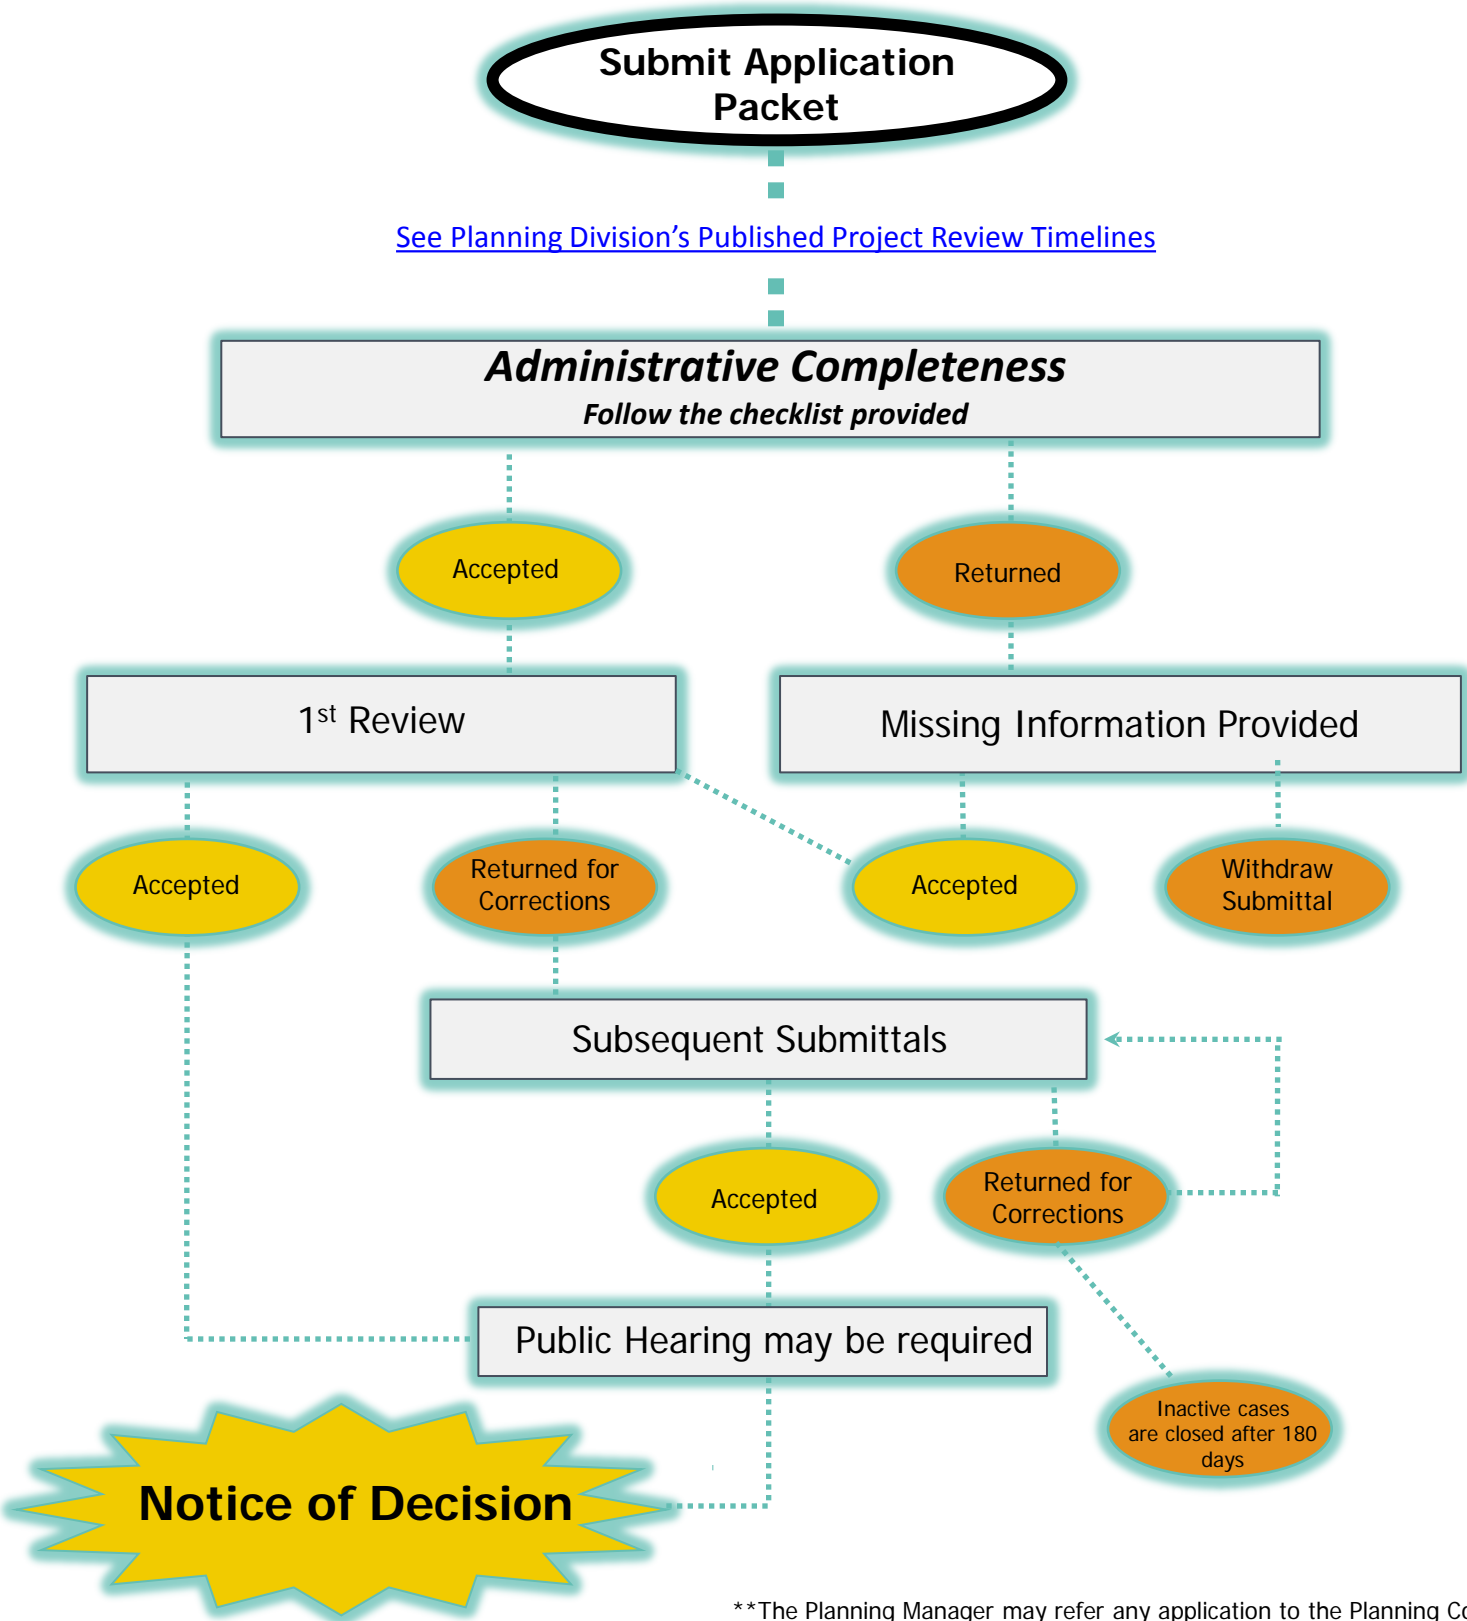 Submit Application
Packet
See Planning Division’s Published Project Review Timelines
Administrative Completeness
Follow the checklist provided
Accepted
Returned
1st Review
Missing Information Provided
Accepted
Returned for
Corrections
Accepted
Withdraw
Submittal
Subsequent Submittals
Accepted
Returned for
Corrections
Public Hearing may be required
Inactive cases
are closed after 180
days
Notice of Decision
**The Planning Manager may refer any application to the Planning